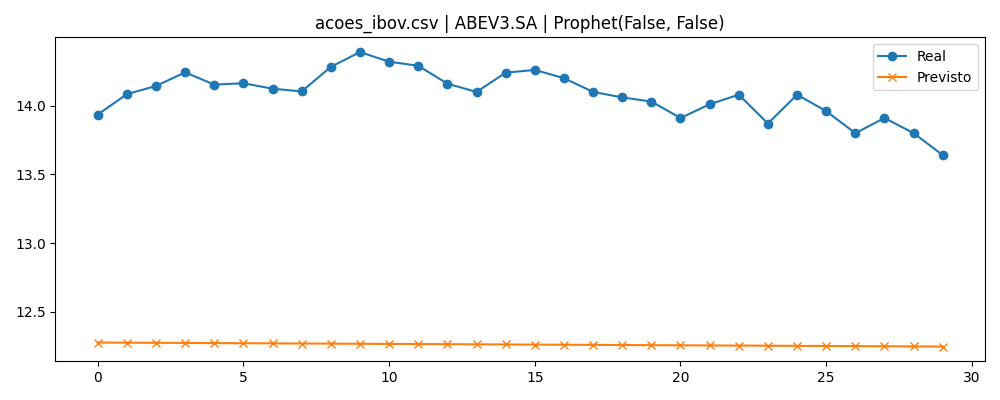 acoes_ibov.csv | ABEV3.SA | Prophet(False, False)
Real
Previsto
14.0
13.5
13.0
12.5
0 5 10 15 20 25 30